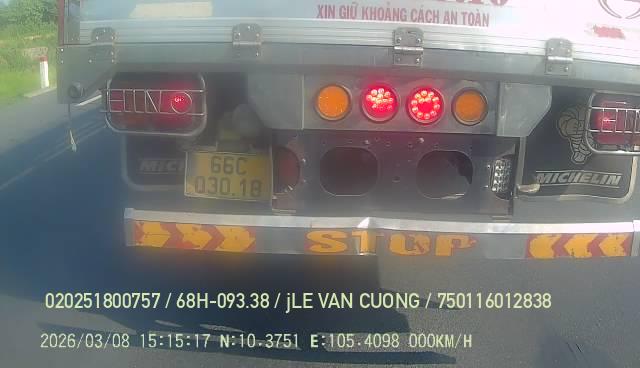 XIN GIỮ KHOẢNG CÁCH AN TOÀN
HINO
66C
030.18
MICHELIN
STOP
020251800757 / 68H-093.38 / jLE VAN CUONG / 750116012838
2026/03/08 15:15:17 N:10.3751 E:105.4098 000KM/H